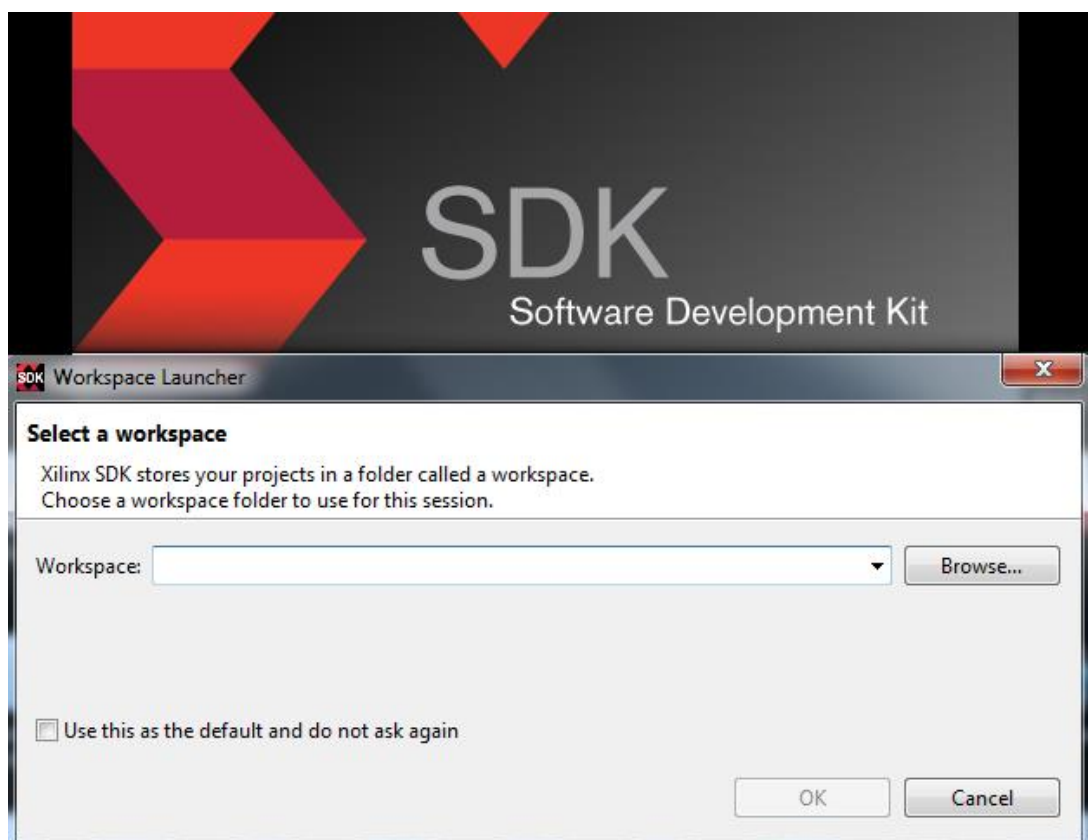 SDK
Software Development Kit
SDK Workspace Launcher
Select a workspace
Xilinx SDK stores your projects in a folder called a workspace.
Choose a workspace folder to use for this session.
Workspace: Browse...
Use this as the default and do not ask again
OK Cancel